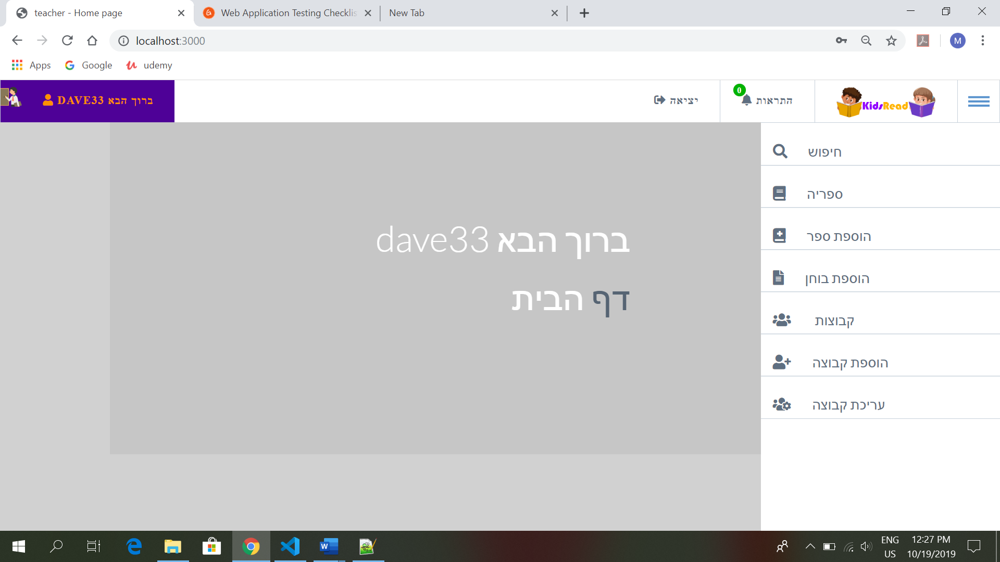 teacher - Home page
Web Application Testing Checklis
New Tab
localhost:3000
M
Apps
Google
udemy
ברוך הבא DAVE33
יציאה
התראות
0
KidsRead
חיפוש
ספריה
הוספת ספר
הוספת בוחן
קבוצות
הוספת קבוצה
עריכת קבוצה
ברוך הבא dave33
דף הבית
ENG
US
12:27 PM
10/19/2019